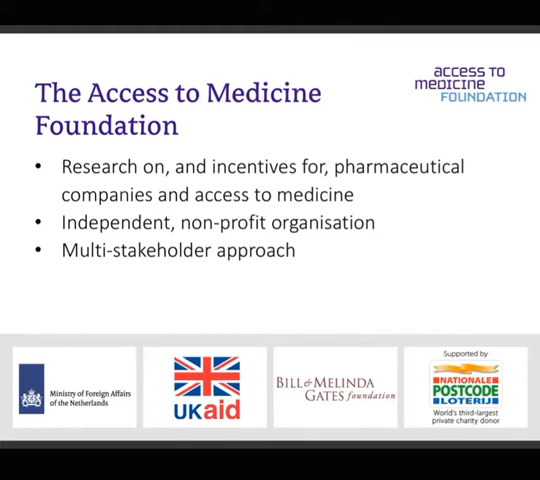 The Access to Medicine
Foundation
access to
medicine
FOUNDATION
• Research on, and incentives for, pharmaceutical
companies and access to medicine
• Independent, non-profit organisation
• Multi-stakeholder approach
Ministry of Foreign Affairs
of the Netherlands
UKaid
BILL & MELINDA
GATES foundation
Supported by
NATIONALE
POSTCODE
LOTERIJ
World's third-largest
private charity donor